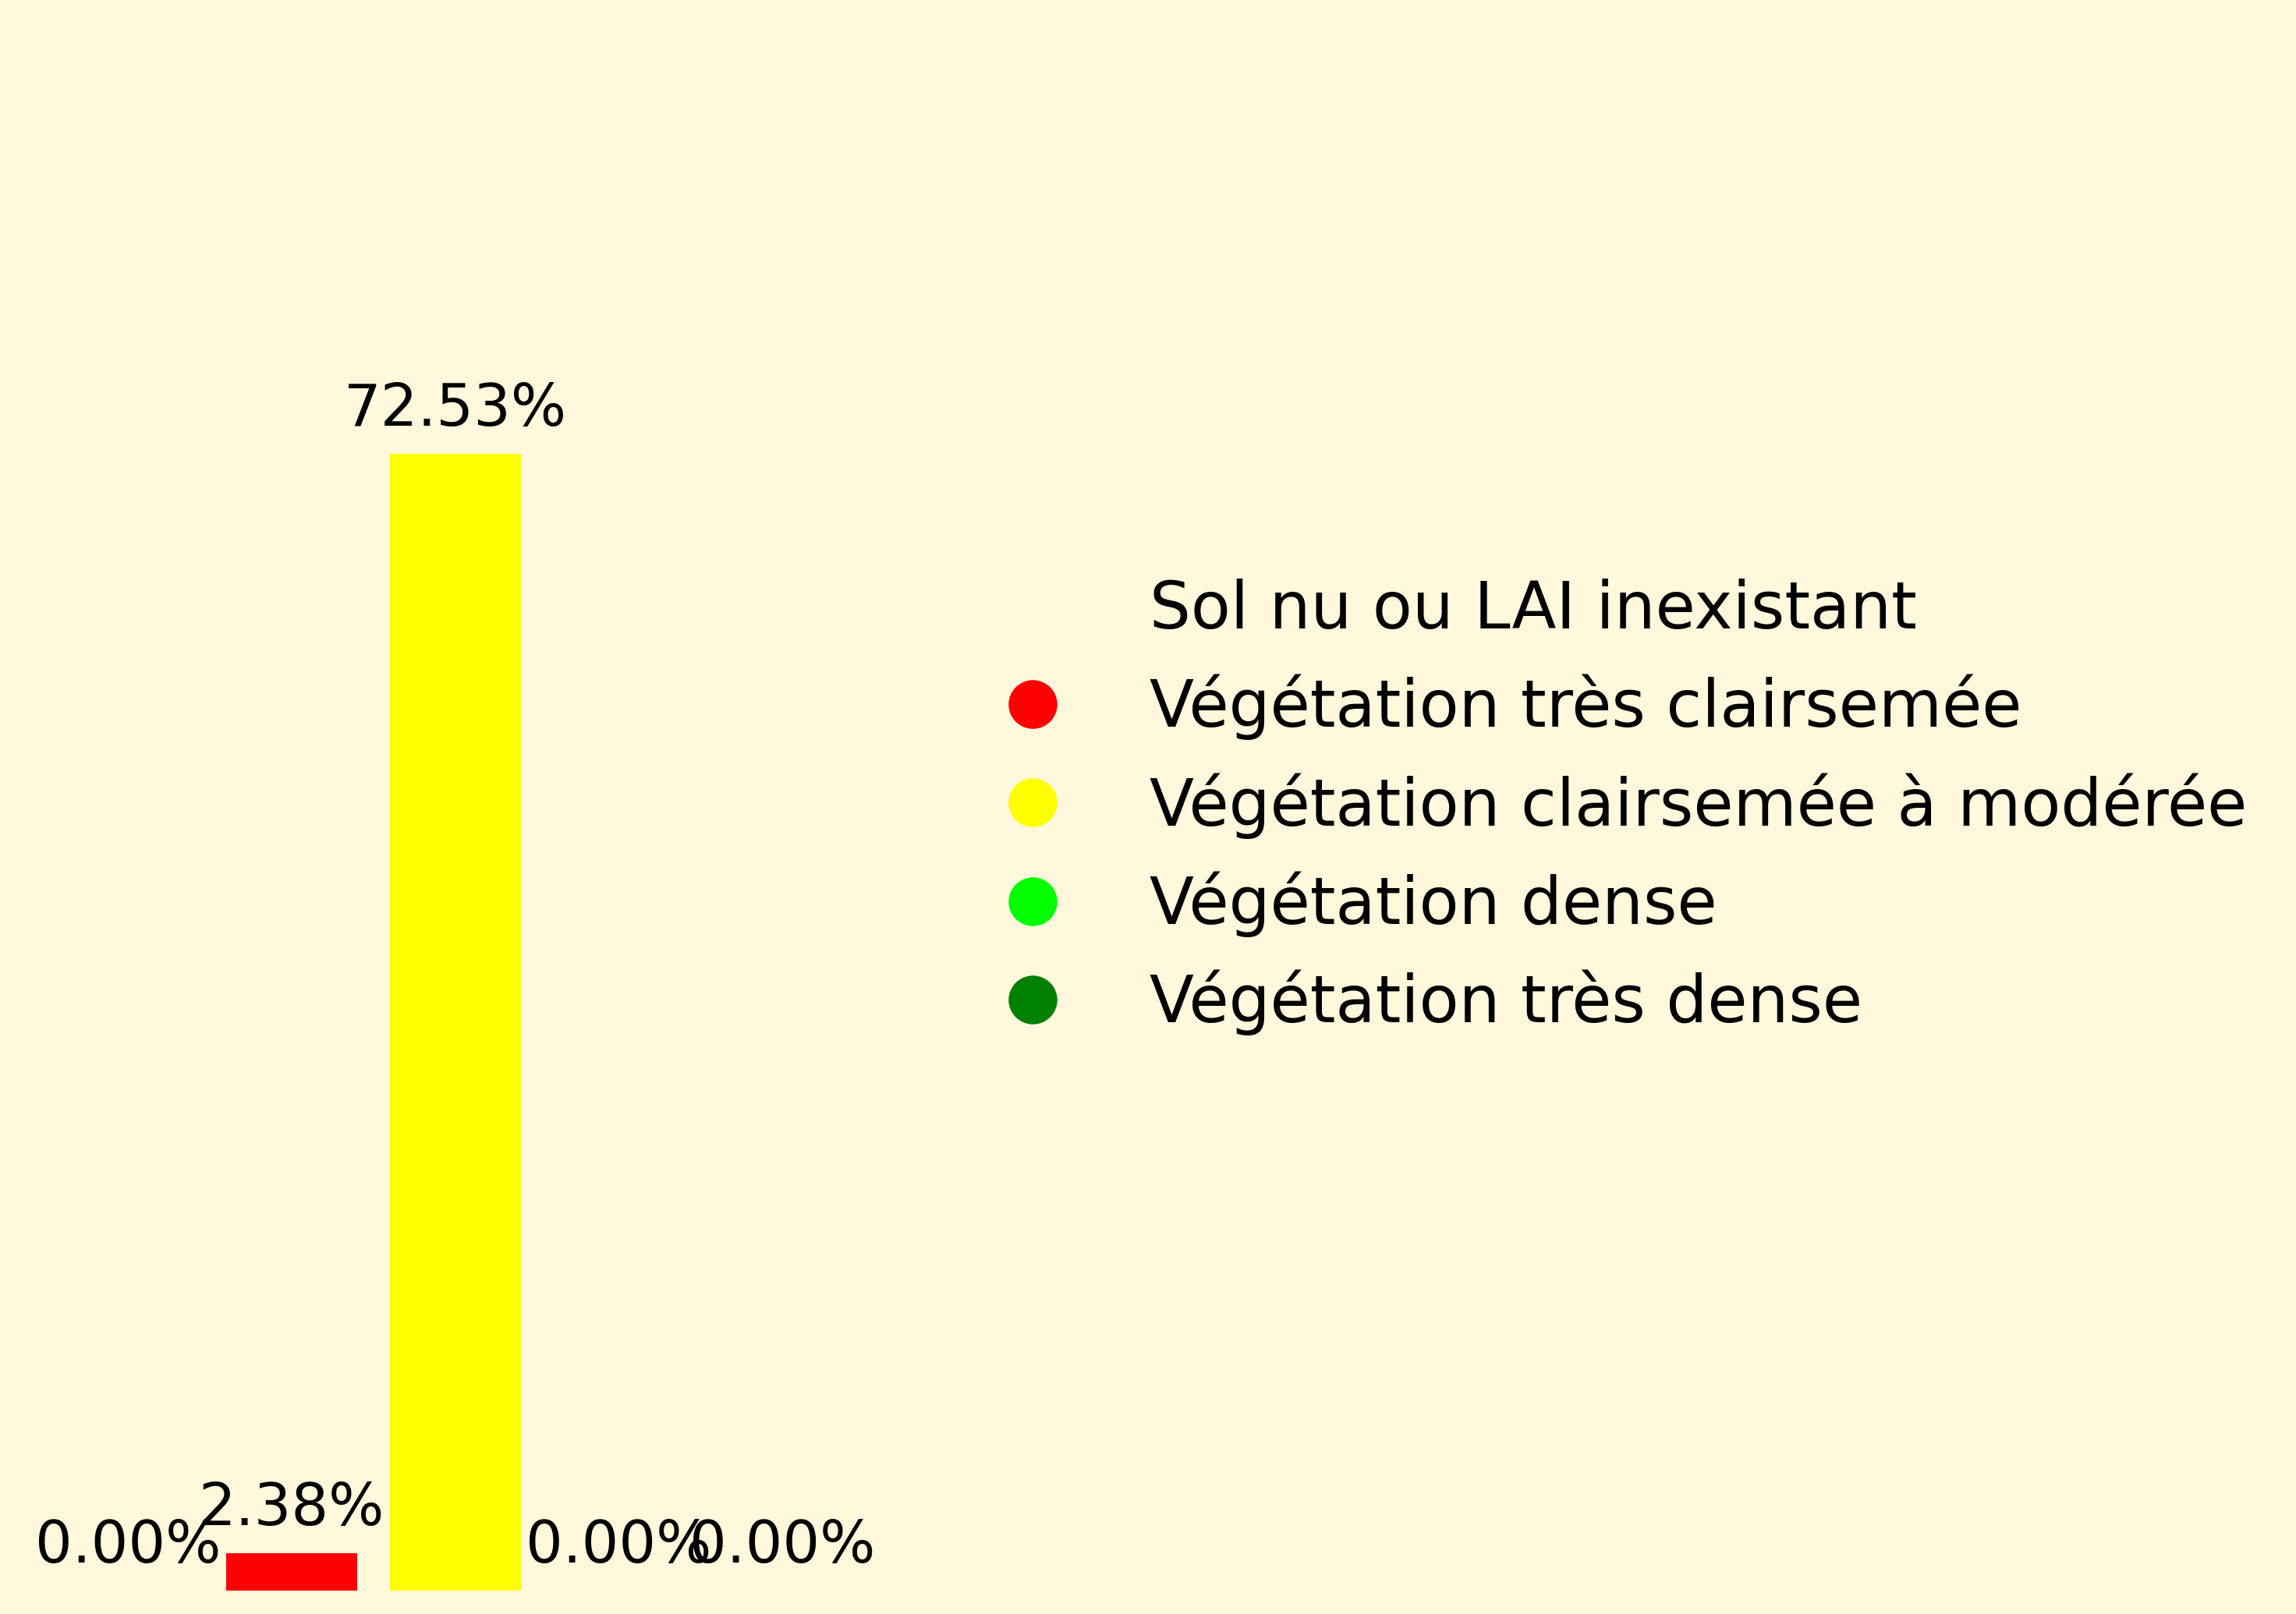 72.53%
2.38%
0.00%
0.00%
0.00%
Sol nu ou LAI inexistant
Végétation très clairsemée
Végétation clairsemée à modérée
Végétation dense
Végétation très dense